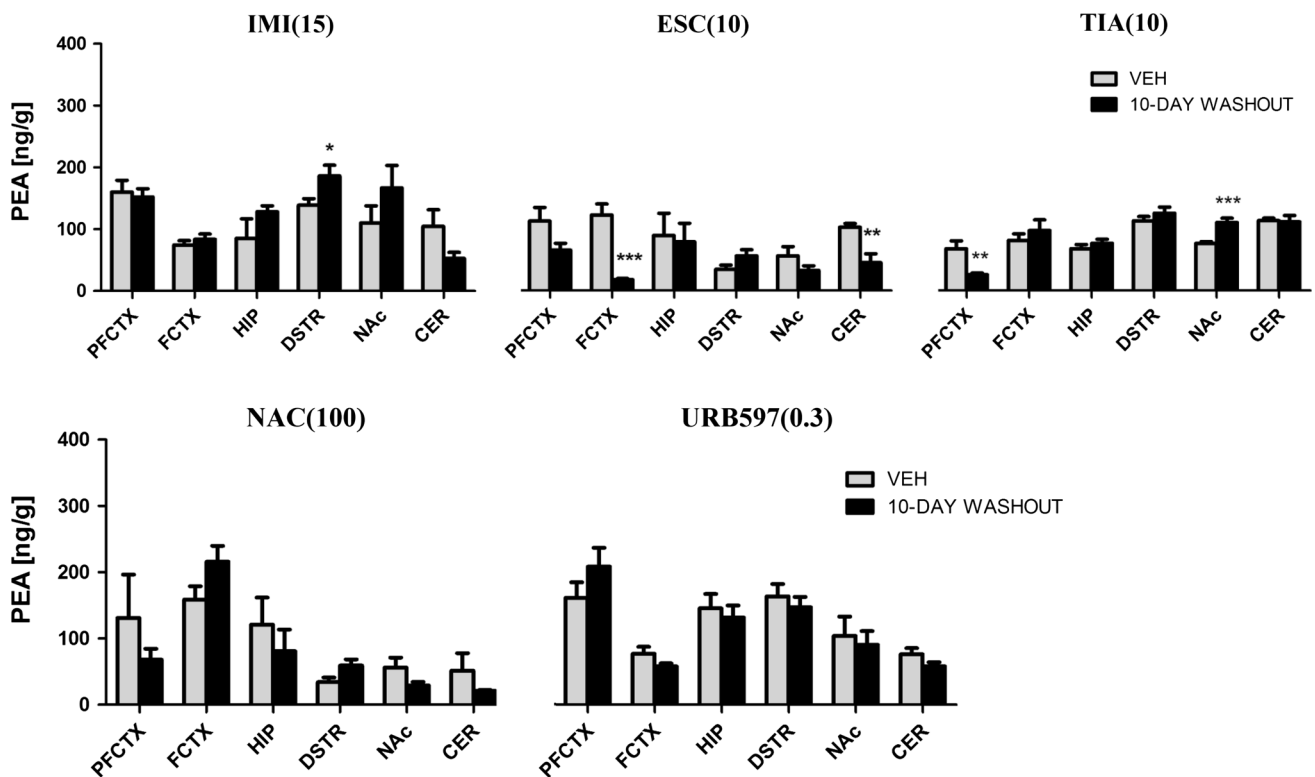 IMI(15)
ESC(10)
TIA(10)
VEH
10-DAY WASHOUT
PEA [ng/g]
400
300
200
100
0
*
***
**
**
***
PFCTX
FCTX
HIP
DSTR
NAc
CER
PFCTX
FCTX
HIP
DSTR
NAc
CER
PFCTX
FCTX
HIP
DSTR
NAc
CER
NAC(100)
URB597(0.3)
VEH
10-DAY WASHOUT
PEA [ng/g]
400
300
200
100
0
PFCTX
FCTX
HIP
DSTR
NAc
CER
PFCTX
FCTX
HIP
DSTR
NAc
CER